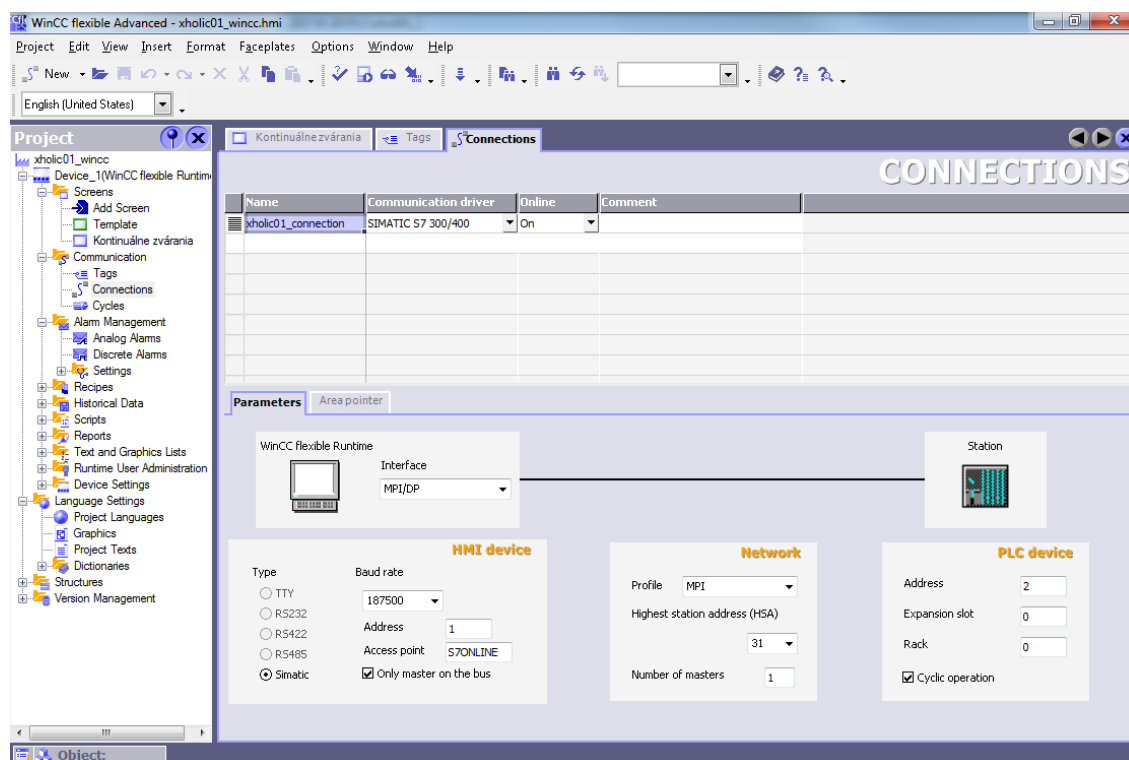 WinCC flexible Advanced - xholic01_wincc.hmi
Project Edit View Insert Format Faceplates Options Window Help
New
English (United States)
Project
Kontinuálne zvárania Tags Connections
xholic01_wincc
Device_1(WinCC flexible Runtim
Screens
Add Screen
Template
Kontinuálne zvárania
Communication
Tags
Connections
Cycles
Alarm Management
Analog Alarms
Discrete Alarms
Settings
Recipes
Historical Data
Scripts
Reports
Text and Graphics Lists
Runtime User Administration
Device Settings
Language Settings
Project Languages
Graphics
Project Texts
Dictionaries
Structures
Version Management
CONNECTIONS
Name Communication driver Online Comment
xholic01_connection SIMATIC S7 300/400 On
Parameters Area pointer
WinCC flexible Runtime
Interface
MPI/DP
Station
HMI device
Type Baud rate
TTY
187500
RS232
RS422
Address 1
RS485
Access point S7ONLINE
Simatic
Only master on the bus
Network
Profile MPI
Highest station address (HSA)
31
Number of masters 1
PLC device
Address 2
Expansion slot 0
Rack 0
Cyclic operation
Object: